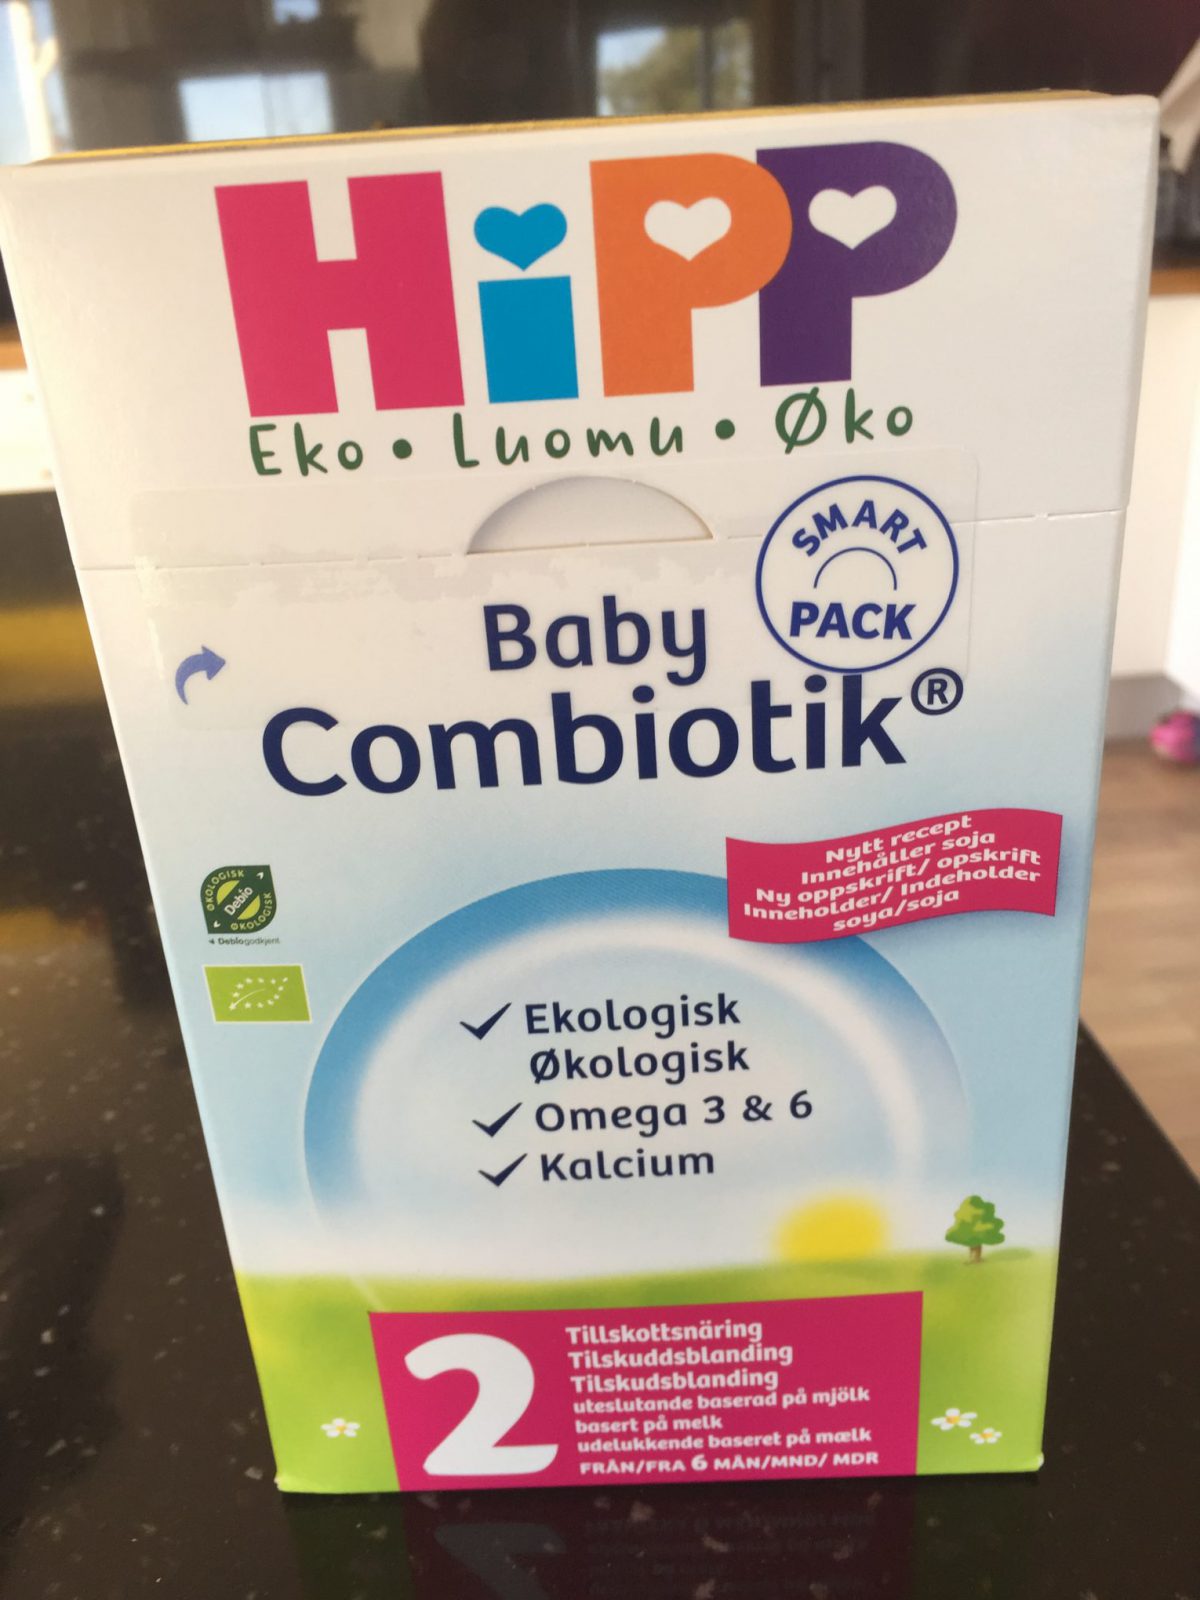 HiPP
Eko • Luomu • Øko
SMART
PACK
Baby
Combiotik®
Nytt recept
Innehåller soja
Ny oppskrift/ opskrift
Inneholder/ Indeholder
soya/soja
ØKOLOGISK
Debio
ØKOLOGISK
Debiogodkjent
Ekologisk
Økologisk
Omega 3 & 6
Kalcium
2
Tillskottsnäring
Tilskuddsblanding
Tilskudsblanding
uteslutande baserad på mjölk
basert på melk
udelukkende baseret på mælk
FRÅN/FRA 6 MÅN/MND/ MDR